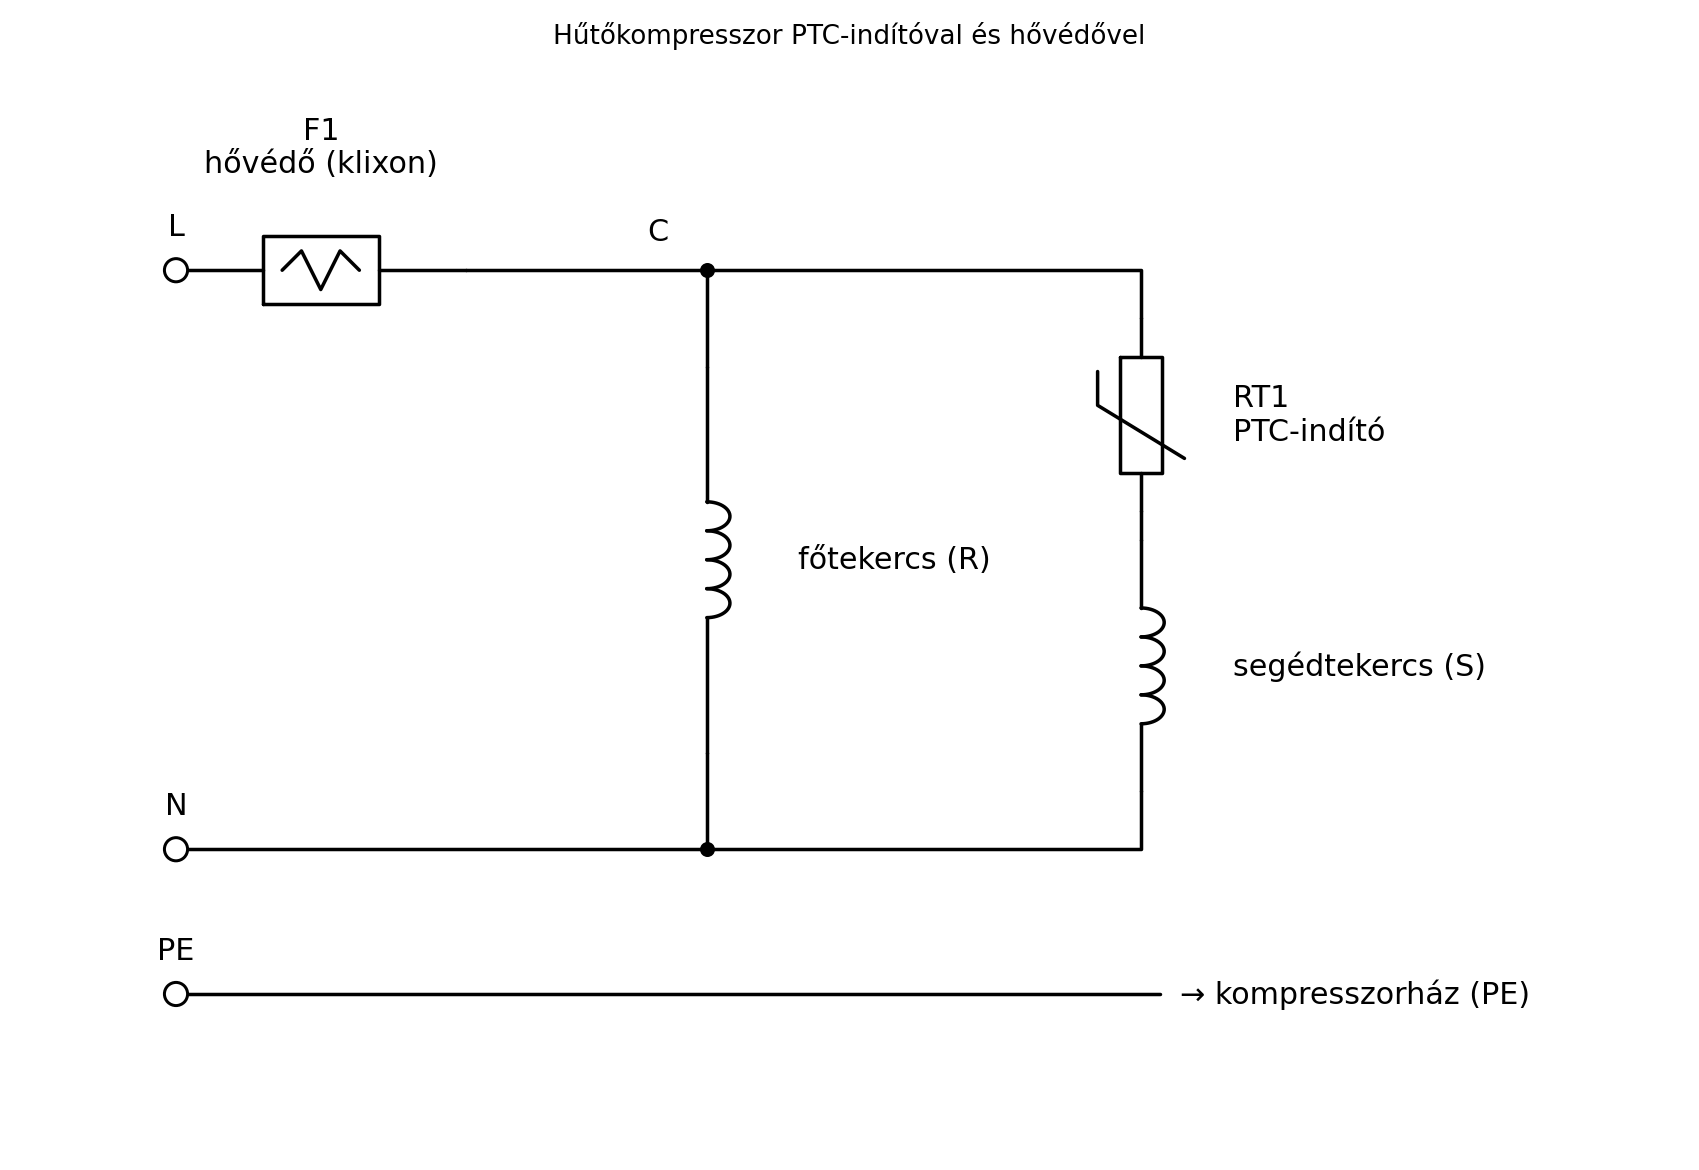 Hűtőkompresszor PTC-indítóval és hővédővel
F1
hővédő (klixon)
L
C
RT1
PTC-indító
főtekercs (R)
segédtekercs (S)
N
PE
→ kompresszorház (PE)